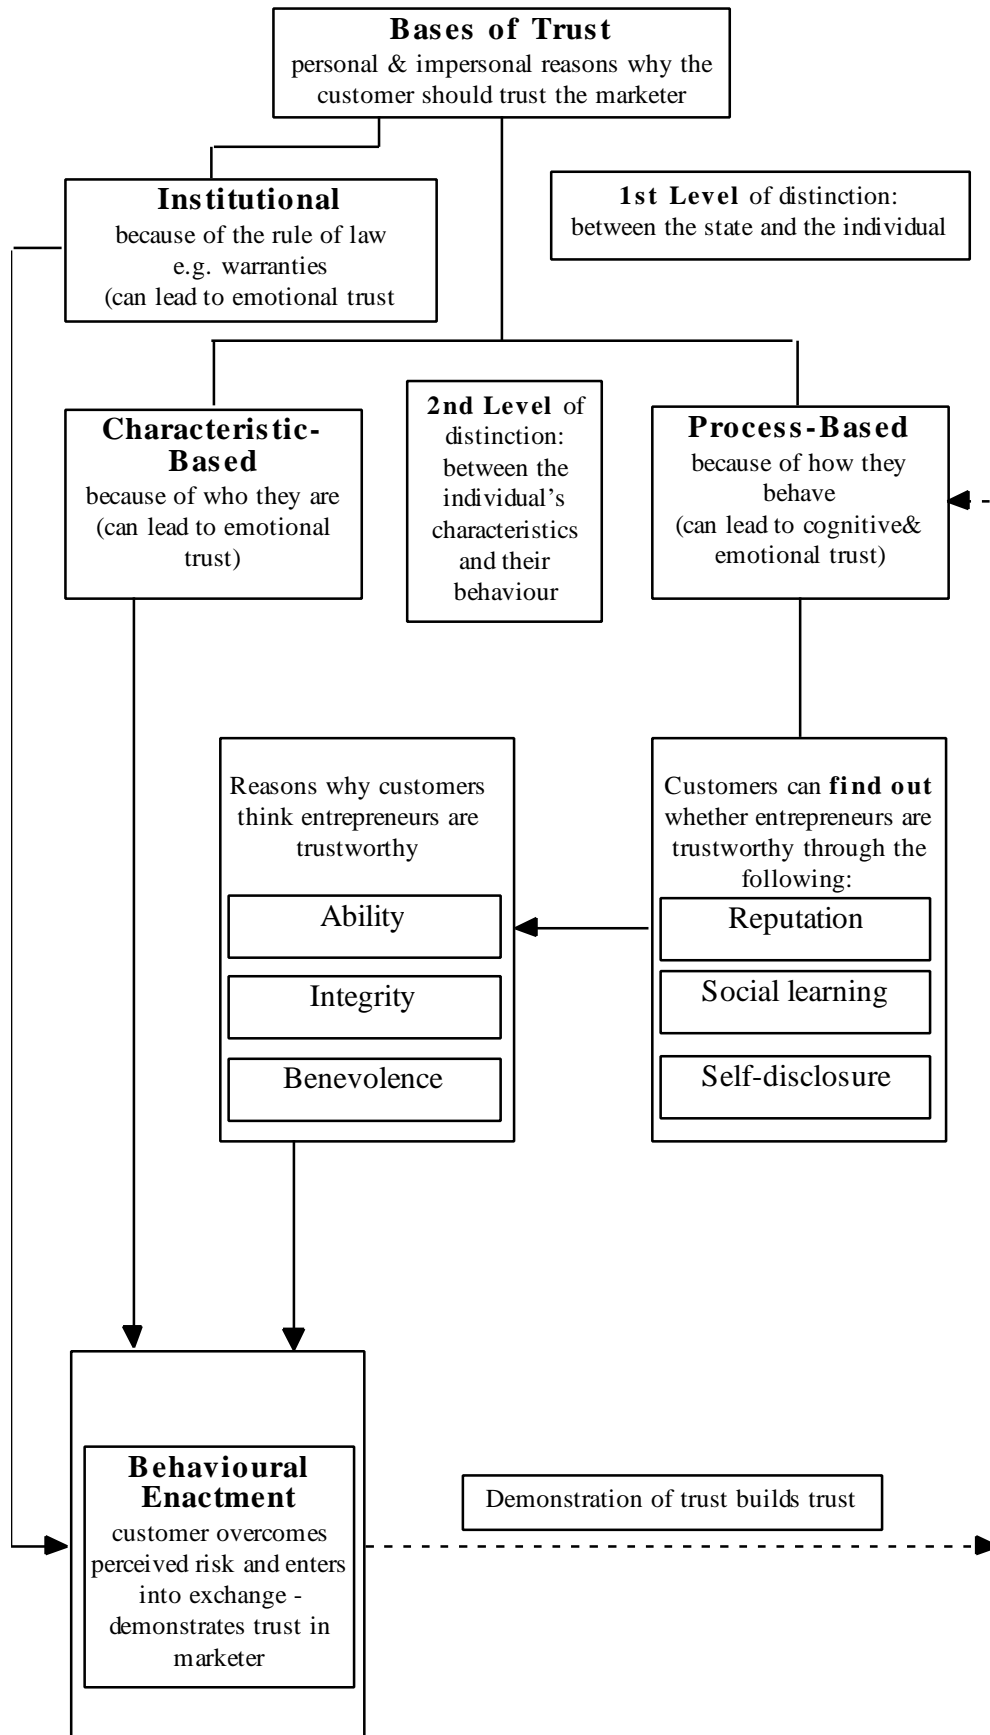 Bases of Trust
personal & impersonal reasons why the
customer should trust the marketer
Institutional
because of the rule of law
e.g. warranties
(can lead to emotional trust
1st Level of distinction:
between the state and the individual
Characteristic-
Based
because of who they are
(can lead to emotional
trust)
2nd Level of
distinction:
between the
individual's
characteristics
and their
behaviour
Process-Based
because of how they
behave
(can lead to cognitive&
emotional trust)
Reasons why customers
think entrepreneurs are
trustworthy
Ability
Integrity
Benevolence
Customers can find out
whether entrepreneurs are
trustworthy through the
following:
Reputation
Social learning
Self-disclosure
Behavioural
Enactment
customer overcomes
perceived risk and enters
into exchange -
demonstrates trust in
marketer
Demonstration of trust builds trust